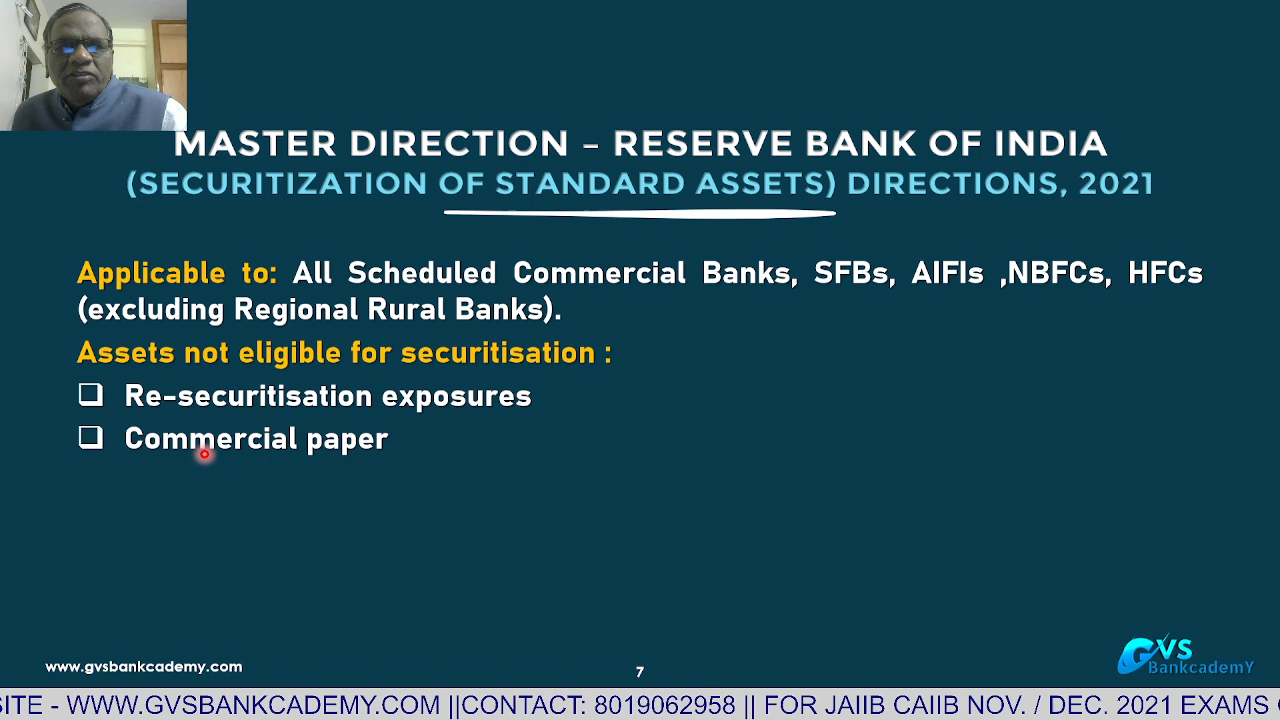 MASTER DIRECTION – RESERVE BANK OF INDIA
(SECURITIZATION OF STANDARD ASSETS) DIRECTIONS, 2021
Applicable to: All Scheduled Commercial Banks, SFBs, AIFIs ,NBFCs, HFCs
(excluding Regional Rural Banks).
Assets not eligible for securitisation :
❑ Re-securitisation exposures
❑ Commercial paper
www.gvsbankcademy.com
7
GVS
BankcademY
SITE - WWW.GVSBANKCADEMY.COM ||CONTACT: 8019062958 || FOR JAIIB CAIIB NOV. / DEC. 2021 EXAMS